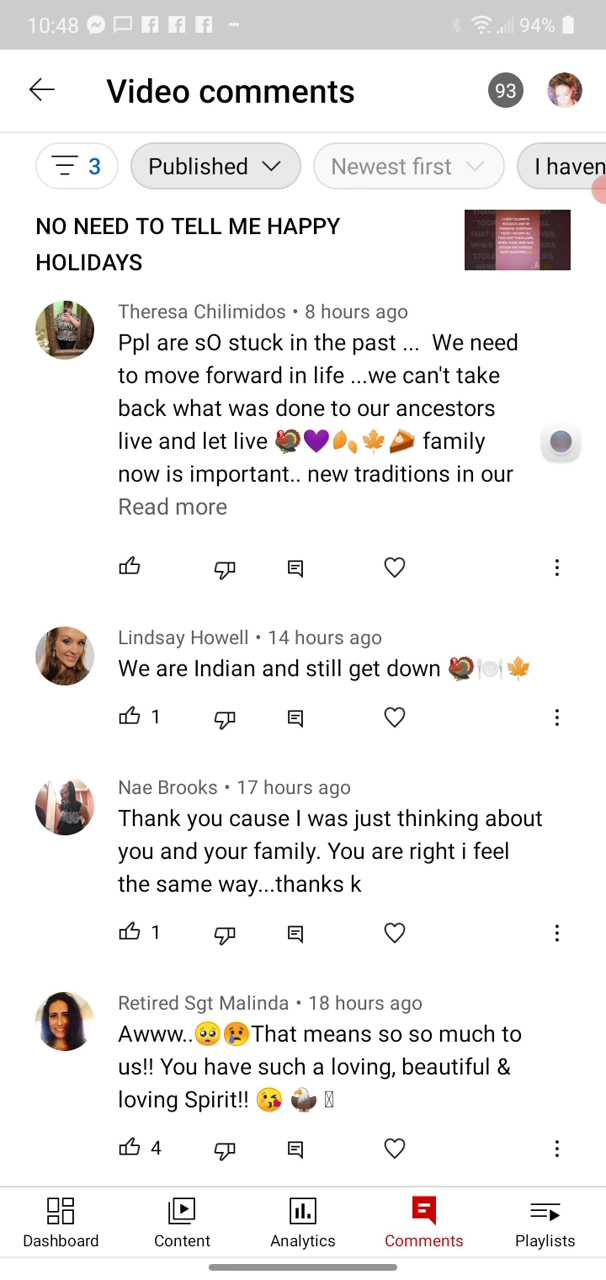 10:48
94%
Video comments
93
3
Published
Newest first
I haven
NO NEED TO TELL ME HAPPY
HOLIDAYS
Theresa Chilimidos • 8 hours ago
Ppl are sO stuck in the past ... We need
to move forward in life ...we can't take
back what was done to our ancestors
live and let live 🦃💜🍂🍁🥧 family
now is important.. new traditions in our
Read more
Lindsay Howell • 14 hours ago
We are Indian and still get down 🦃🍽️🍁
1
Nae Brooks • 17 hours ago
Thank you cause I was just thinking about
you and your family. You are right i feel
the same way...thanks k
1
Retired Sgt Malinda • 18 hours ago
Awww..🥺😢That means so so much to
us!! You have such a loving, beautiful &
loving Spirit!! 😘 🦅
4
Dashboard
Content
Analytics
Comments
Playlists